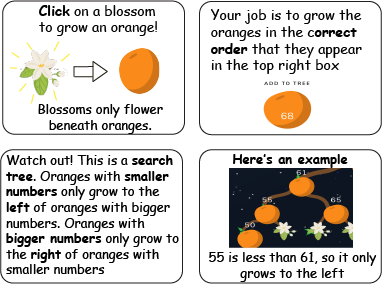 Click on a blossom
to grow an orange!
Blossoms only flower
beneath oranges.
Your job is to grow the
oranges in the correct
order that they appear
in the top right box
ADD TO TREE
68
Watch out! This is a search
tree. Oranges with smaller
numbers only grow to the
left of oranges with bigger
numbers. Oranges with
bigger numbers only grow to
the right of oranges with
smaller numbers
Here's an example
61
55
65
50
55 is less than 61, so it only
grows to the left